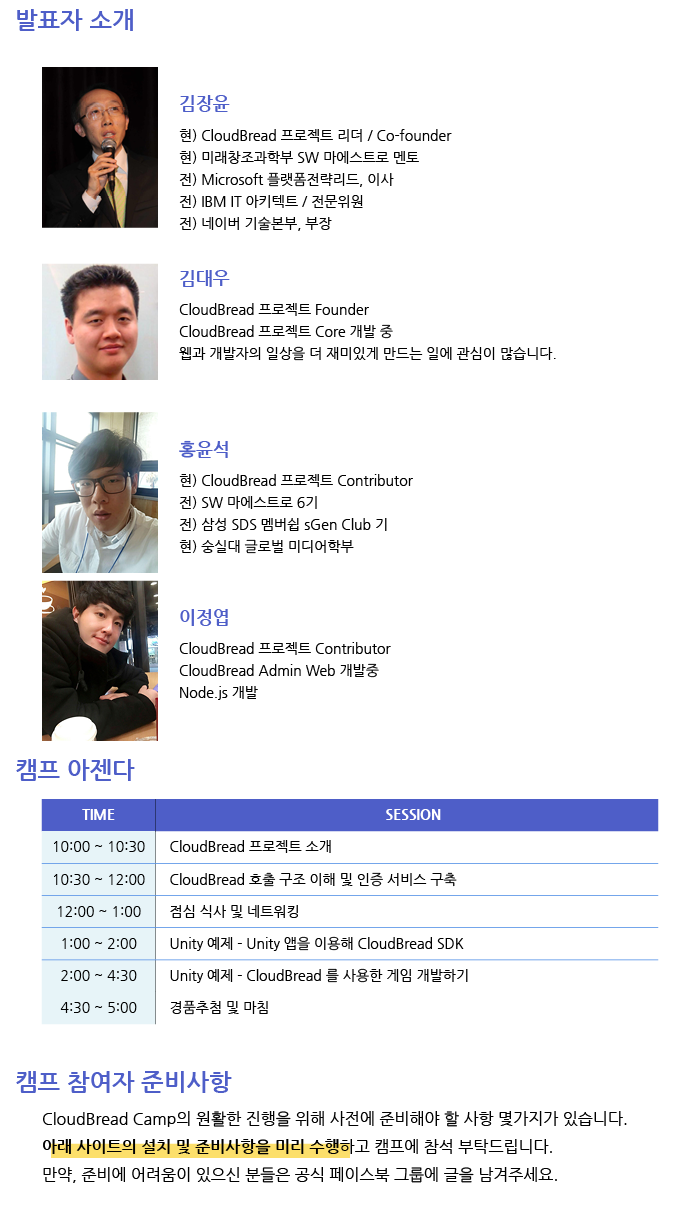 발표자 소개
김장윤
현) CloudBread 프로젝트 리더 / Co-founder
현) 미래창조과학부 SW 마에스트로 멘토
전) Microsoft 플랫폼전략리드, 이사
전) IBM IT 아키텍트 / 전문위원
전) 네이버 기술본부, 부장
김대우
CloudBread 프로젝트 Founder
CloudBread 프로젝트 Core 개발 중
웹과 개발자의 일상을 더 재미있게 만드는 일에 관심이 많습니다.
홍윤석
현) CloudBread 프로젝트 Contributor
전) SW 마에스트로 6기
전) 삼성 SDS 멤버쉽 sGen Club 기
현) 숭실대 글로벌 미디어학부
이정엽
CloudBread 프로젝트 Contributor
CloudBread Admin Web 개발중
Node.js 개발
캠프 아젠다
TIME SESSION
10:00 ~ 10:30 CloudBread 프로젝트 소개
10:30 ~ 12:00 CloudBread 호출 구조 이해 및 인증 서비스 구축
12:00 ~ 1:00 점심 식사 및 네트워킹
1:00 ~ 2:00 Unity 예제 - Unity 앱을 이용해 CloudBread SDK
2:00 ~ 4:30 Unity 예제 - CloudBread 를 사용한 게임 개발하기
4:30 ~ 5:00 경품추첨 및 마침
캠프 참여자 준비사항
CloudBread Camp의 원활한 진행을 위해 사전에 준비해야 할 사항 몇가지가 있습니다.
아래 사이트의 설치 및 준비사항을 미리 수행하고 캠프에 참석 부탁드립니다.
만약, 준비에 어려움이 있으신 분들은 공식 페이스북 그룹에 글을 남겨주세요.